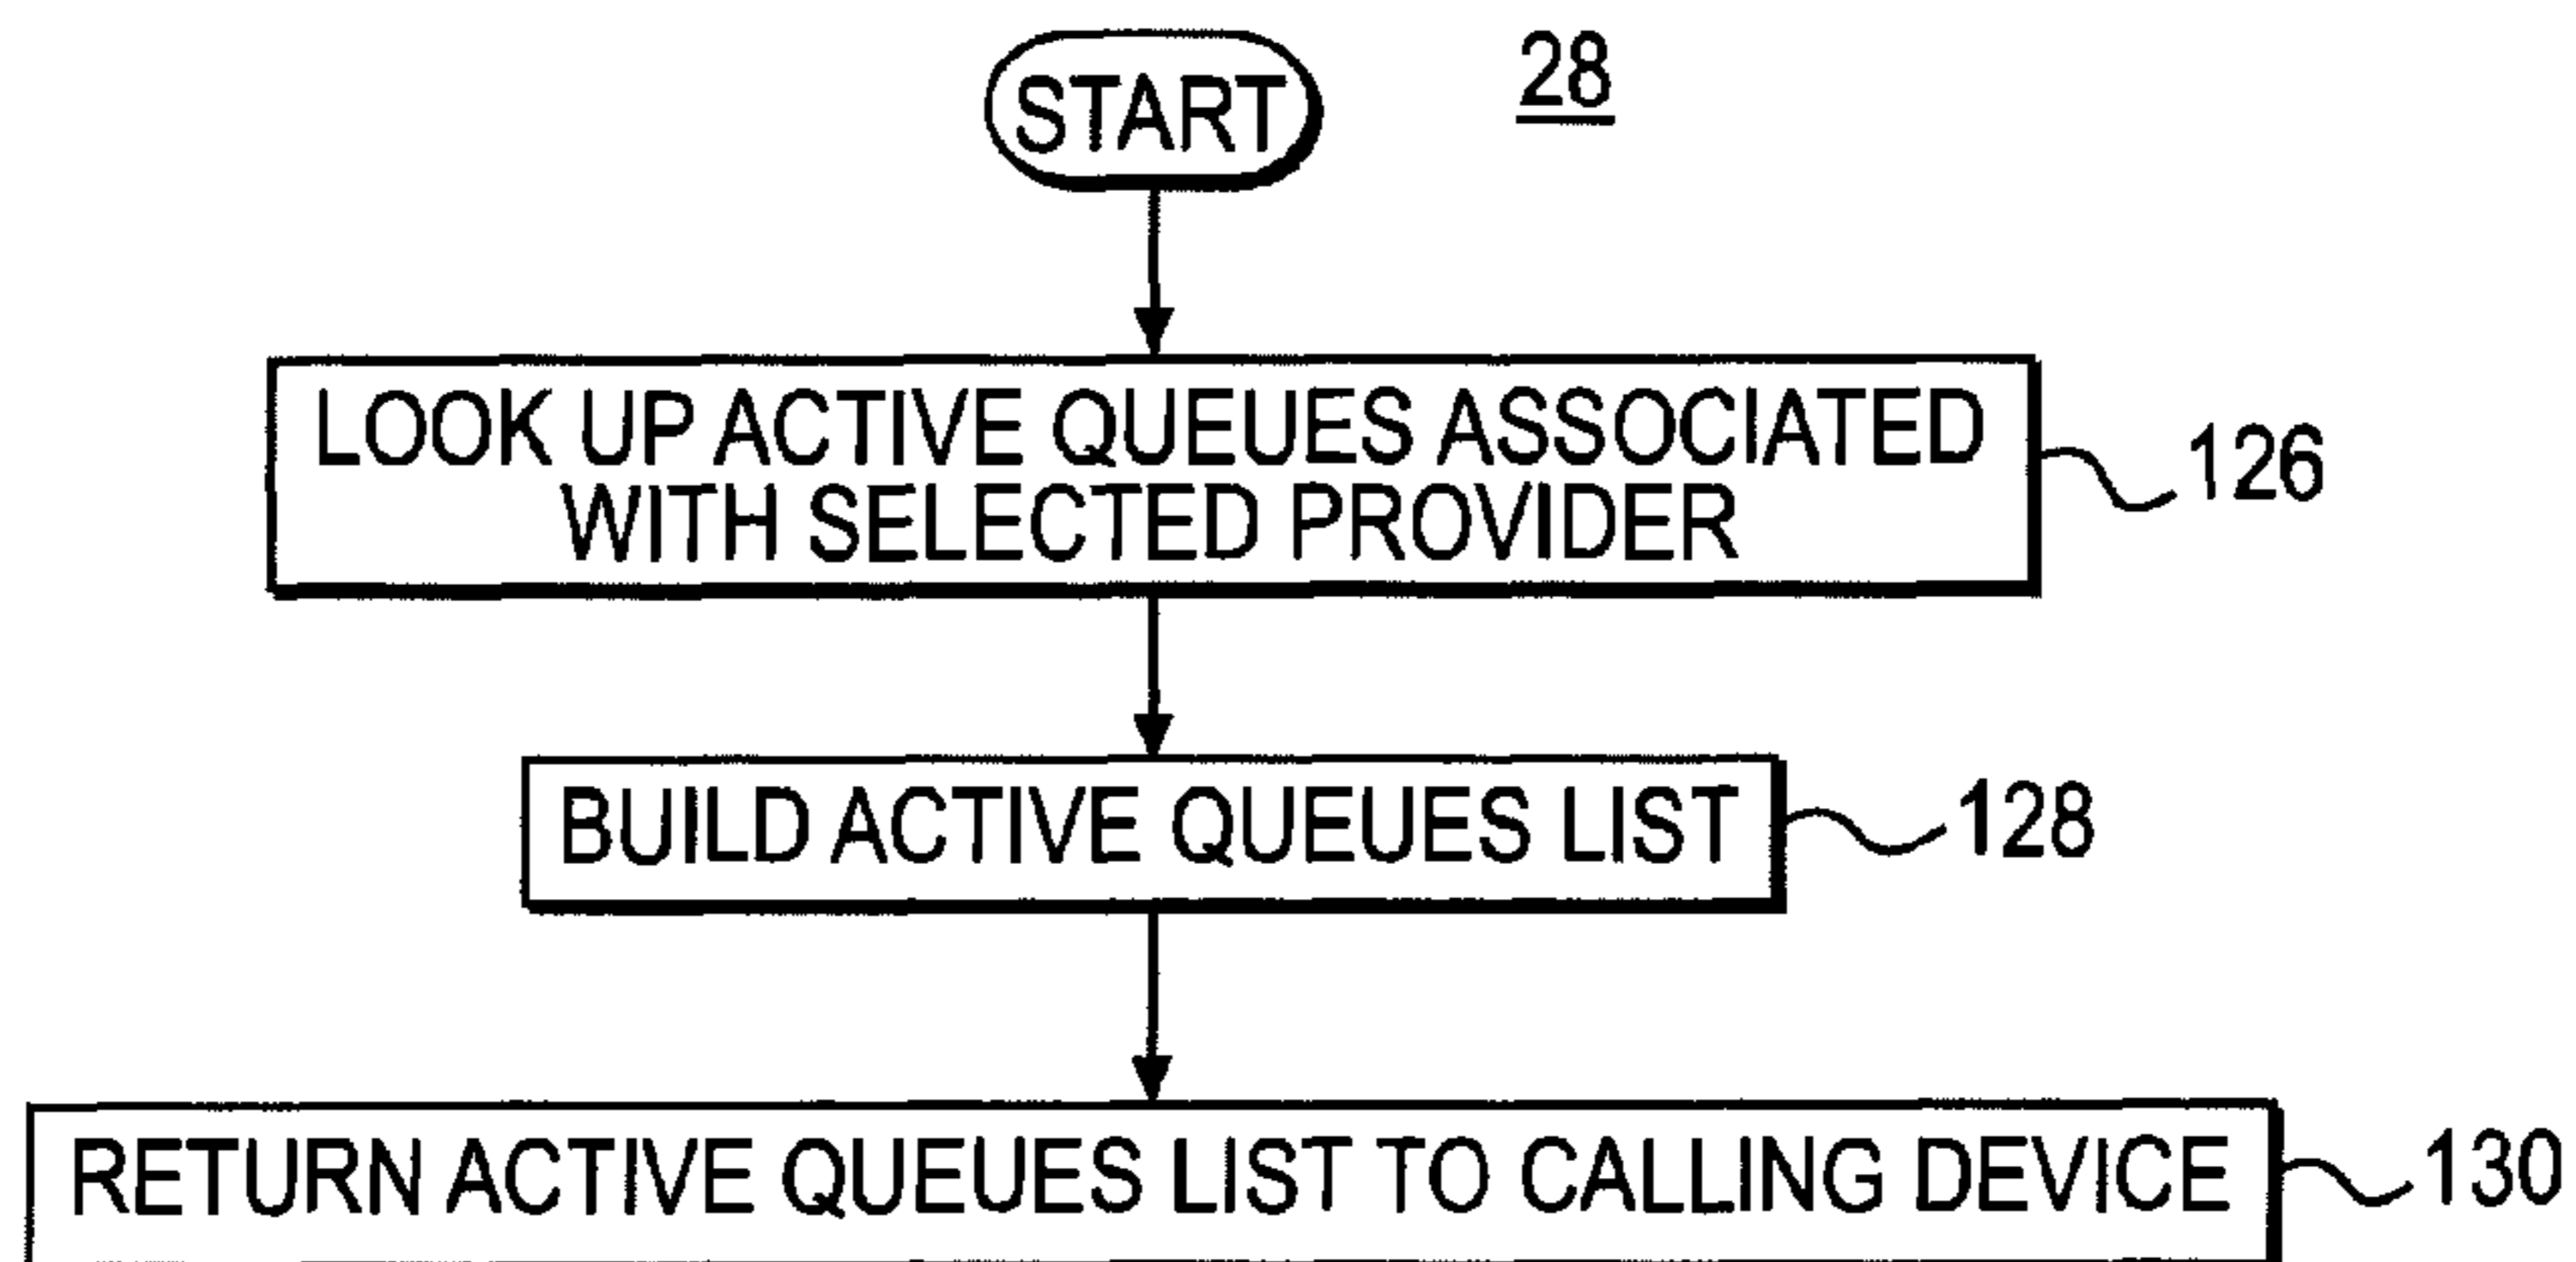 START
28
LOOK UP ACTIVE QUEUES ASSOCIATED
WITH SELECTED PROVIDER
126
BUILD ACTIVE QUEUES LIST
128
RETURN ACTIVE QUEUES LIST TO CALLING DEVICE
130